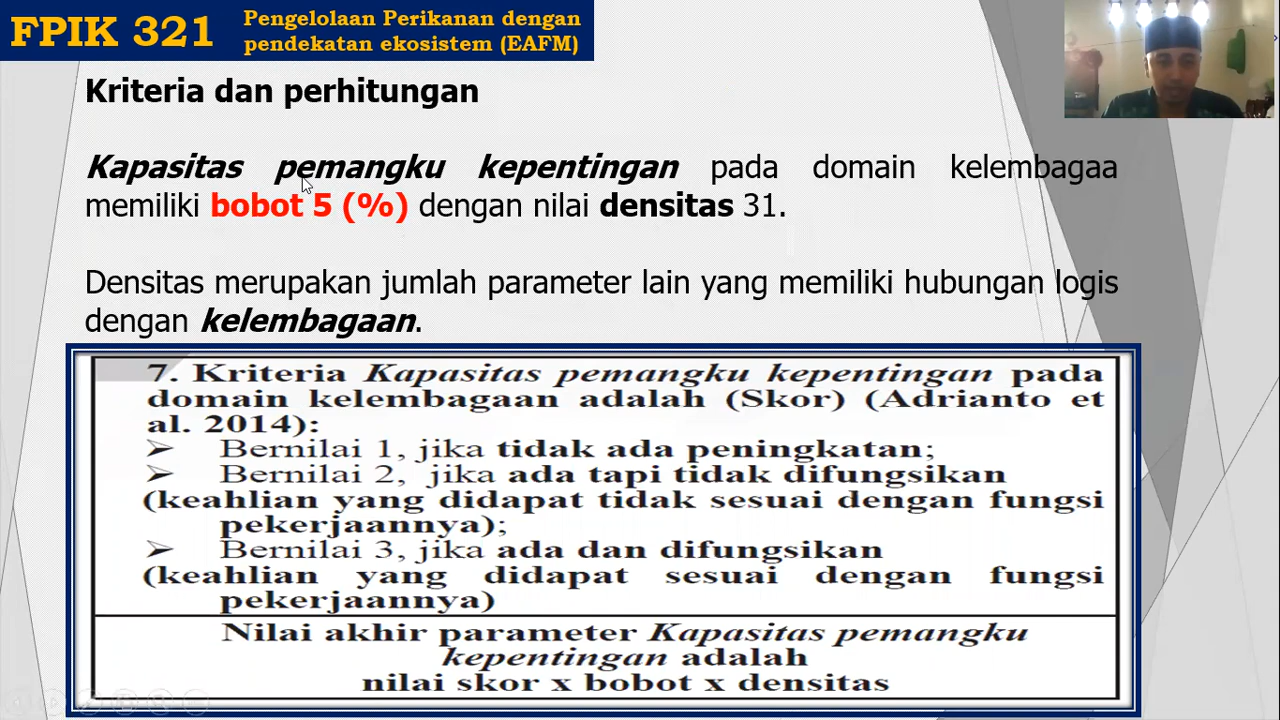 FPIK 321
Pengelolaan Perikanan dengan
pendekatan ekosistem (EAFM)
Kriteria dan perhitungan
Kapasitas pemangku kepentingan pada domain kelembagaa
memiliki bobot 5 (%) dengan nilai densitas 31.
Densitas merupakan jumlah parameter lain yang memiliki hubungan logis
dengan kelembagaan.
7. Kriteria Kapasitas pemangku kepentingan pada
domain kelembagaan adalah (Skor) (Adrianto et
al. 2014):
➢ Bernilai 1, jika tidak ada peningkatan;
➢ Bernilai 2, jika ada tapi tidak difungsikan
(keahlian yang didapat tidak sesuai dengan fungsi
pekerjaannya);
➢ Bernilai 3, jika ada dan difungsikan
(keahlian yang didapat sesuai dengan fungsi
pekerjaannya)
Nilai akhir parameter Kapasitas pemangku
kepentingan adalah
nilai skor x bobot x densitas